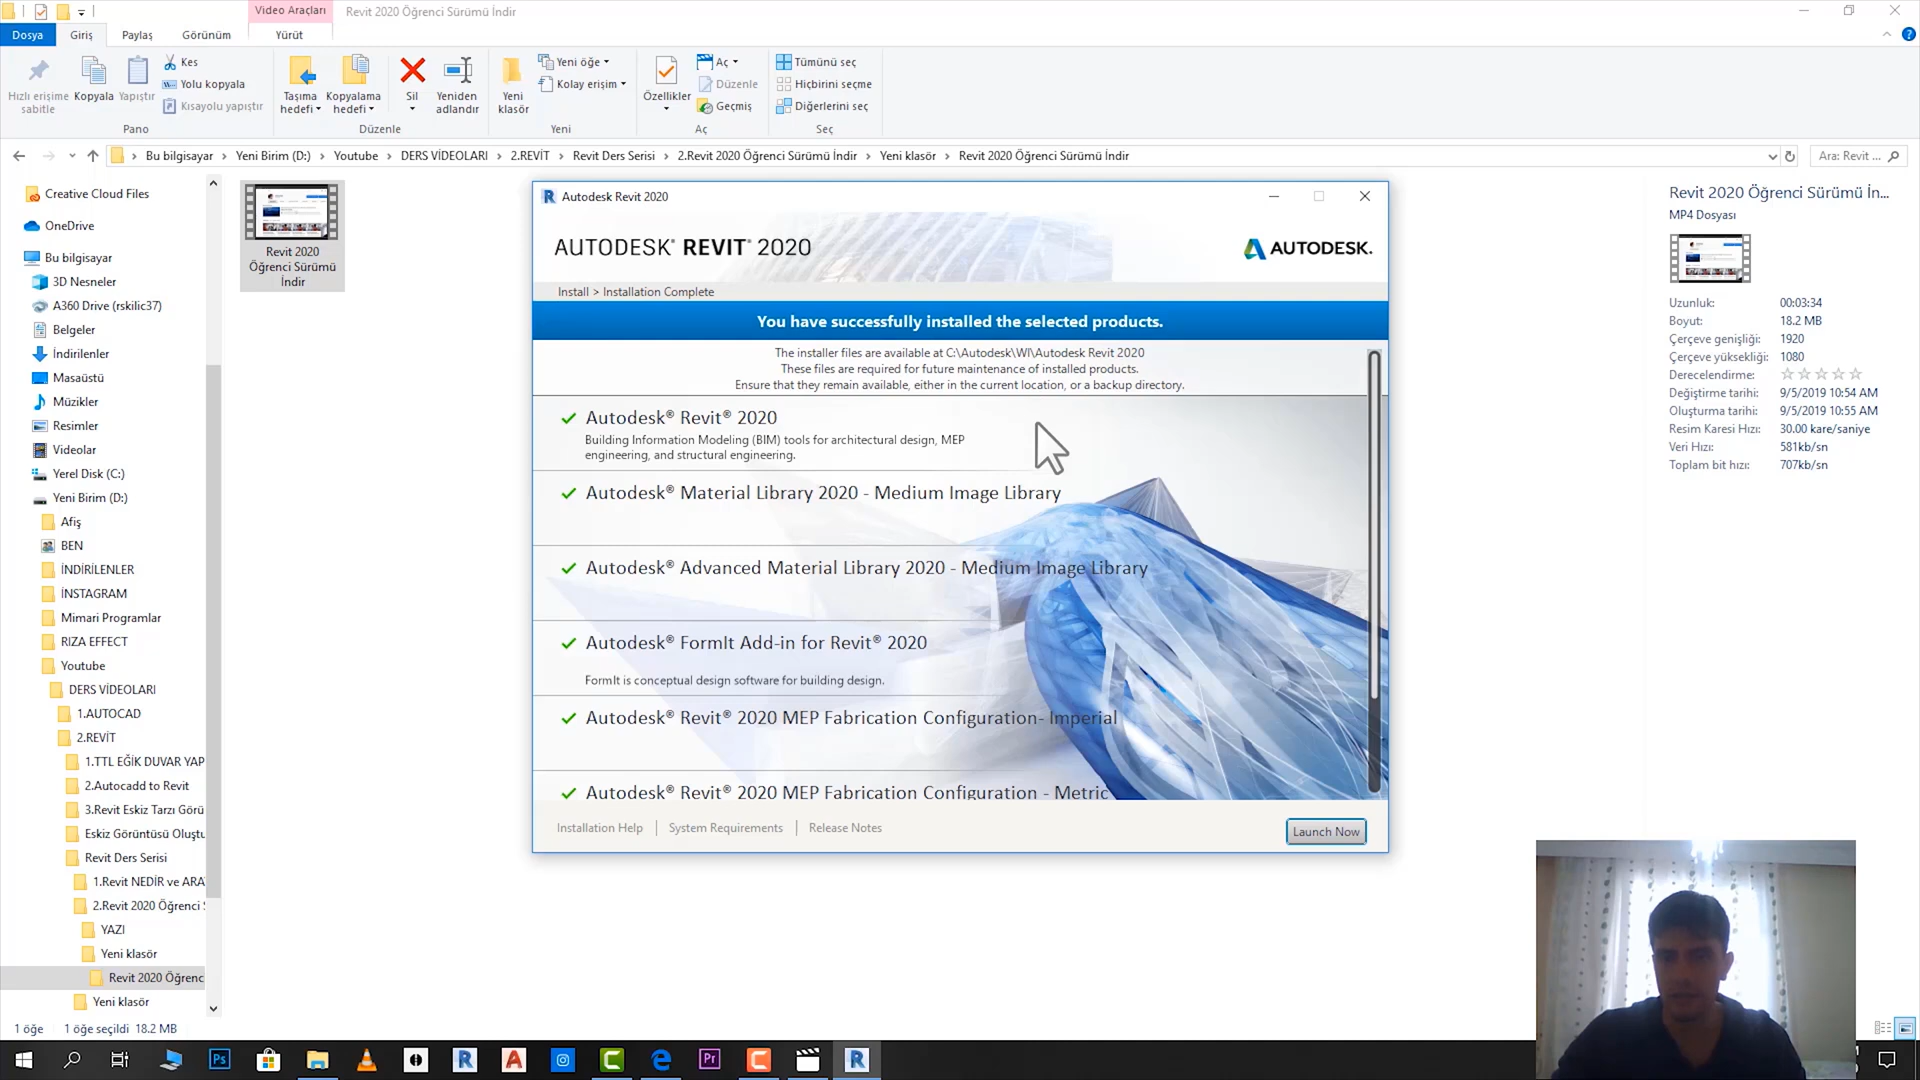 Video Araçları
Revit 2020 Öğrenci Sürümü İndir
Dosya
Giriş
Paylaş
Görünüm
Yürüt
Hızlı erişime sabitle
Kopyala
Yapıştır
Kes
Yolu kopyala
Kısayolu yapıştır
Pano
Taşıma hedefi
Kopyalama hedefi
Sil
Yeniden adlandır
Düzenle
Yeni klasör
Yeni öğe
Kolay erişim
Yeni
Özellikler
Aç
Düzenle
Geçmiş
Aç
Tümünü seç
Hiçbirini seçme
Diğerlerini seç
Seç
Bu bilgisayar > Yeni Birim (D:) > Youtube > DERS VİDEOLARI > 2.REVİT > Revit Ders Serisi > 2.Revit 2020 Öğrenci Sürümü İndir > Yeni klasör > Revit 2020 Öğrenci Sürümü İndir
Ara: Revit ...
Creative Cloud Files
OneDrive
Bu bilgisayar
3D Nesneler
A360 Drive (rskilic37)
Belgeler
İndirilenler
Masaüstü
Müzikler
Resimler
Videolar
Yerel Disk (C:)
Yeni Birim (D:)
Afiş
BEN
İNDİRİLENLER
İNSTAGRAM
Mimari Programlar
RIZA EFFECT
Youtube
DERS VİDEOLARI
1.AUTOCAD
2.REVİT
1.TTL EĞİK DUVAR YAP
2.Autocadd to Revit
3.Revit Eskiz Tarzı Görü
Eskiz Görüntüsü Oluştu
Revit Ders Serisi
1.Revit NEDİR ve ARA
2.Revit 2020 Öğrenci S
YAZI
Yeni klasör
Revit 2020 Öğrenc
Yeni klasör
1 öğe
1 öğe seçildi 18.2 MB
Revit 2020
Öğrenci Sürümü
İndir
Autodesk Revit 2020
AUTODESK® REVIT® 2020
AUTODESK.
Install > Installation Complete
You have successfully installed the selected products.
The installer files are available at C:\Autodesk\WI\Autodesk Revit 2020
These files are required for future maintenance of installed products.
Ensure that they remain available, either in the current location, or a backup directory.
Autodesk® Revit® 2020
Building Information Modeling (BIM) tools for architectural design, MEP
engineering, and structural engineering.
Autodesk® Material Library 2020 - Medium Image Library
Autodesk® Advanced Material Library 2020 - Medium Image Library
Autodesk® FormIt Add-in for Revit® 2020
FormIt is conceptual design software for building design.
Autodesk® Revit® 2020 MEP Fabrication Configuration- Imperial
Autodesk® Revit® 2020 MEP Fabrication Configuration - Metric
Installation Help
System Requirements
Release Notes
Launch Now
Revit 2020 Öğrenci Sürümü İn...
MP4 Dosyası
Uzunluk: 00:03:34
Boyut: 18.2 MB
Çerçeve genişliği: 1920
Çerçeve yüksekliği: 1080
Derecelendirme:
Değiştirme tarihi: 9/5/2019 10:54 AM
Oluşturma tarihi: 9/5/2019 10:55 AM
Resim Karesi Hızı: 30.00 kare/saniye
Veri Hızı: 581kb/sn
Toplam bit hızı: 707kb/sn